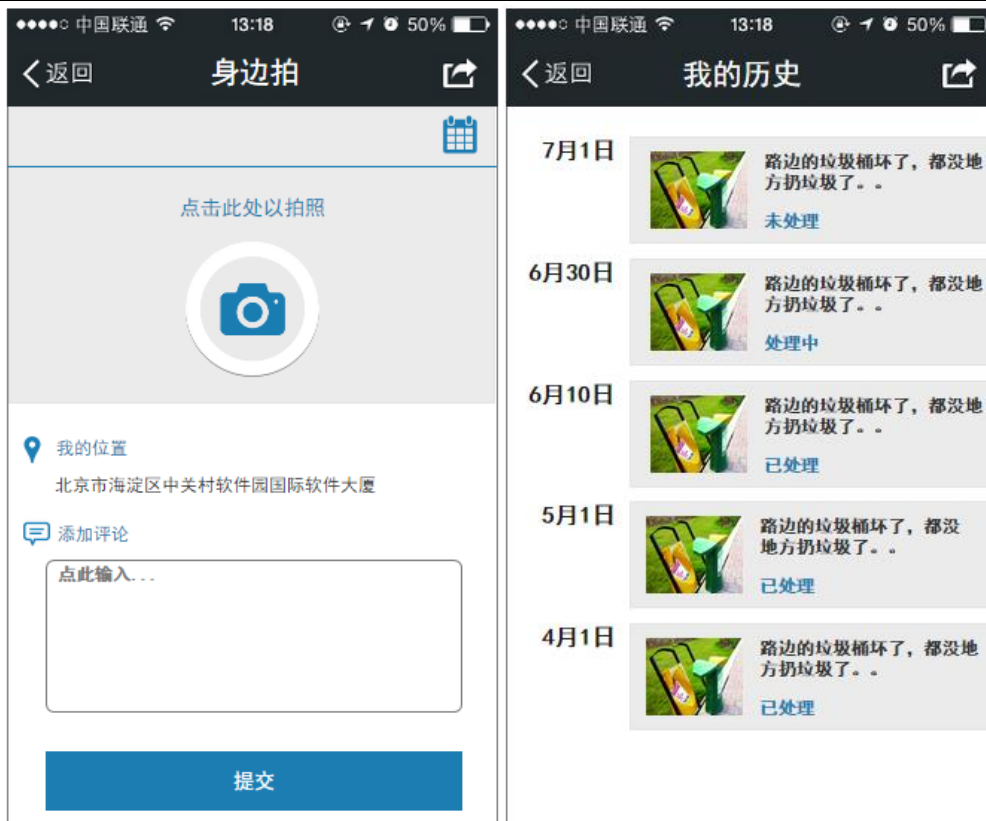 中国联通 13:18 50%
返回 身边拍
点击此处以拍照
我的位置
北京市海淀区中关村软件园国际软件大厦
添加评论
点此输入...
提交
中国联通 13:18 50%
返回 我的历史
7月1日
路边的垃圾桶坏了，都没地
方扔垃圾了。。
未处理
6月30日
路边的垃圾桶坏了，都没地
方扔垃圾了。。
处理中
6月10日
路边的垃圾桶坏了，都没地
方扔垃圾了。。
已处理
5月1日
路边的垃圾桶坏了，都没
地方扔垃圾了。。
已处理
4月1日
路边的垃圾桶坏了，都没地
方扔垃圾了。。
已处理